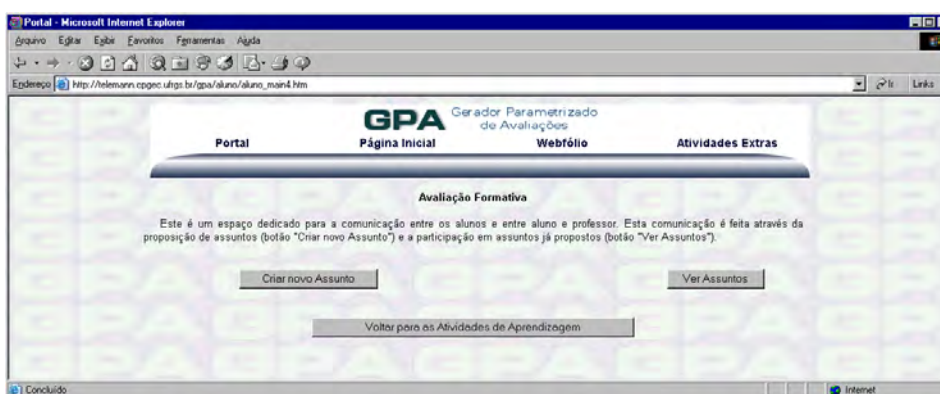 Portal - Microsoft Internet Explorer
Arquivo Editar Exibir Favoritos Ferramentas Ajuda
Endereço http://telemann.cpgec.ufrgs.br/gpa/aluno/aluno_main4.htm Ir Links
GPA Gerador Parametrizado
de Avaliações
Portal Página Inicial Webfólio Atividades Extras
Avaliação Formativa
Este é um espaço dedicado para a comunicação entre os alunos e entre aluno e professor. Esta comunicação é feita através da
proposição de assuntos (botão "Criar novo Assunto") e a participação em assuntos já propostos (botão "Ver Assuntos").
Criar novo Assunto Ver Assuntos
Voltar para as Atividades de Aprendizagem
Concluído Internet